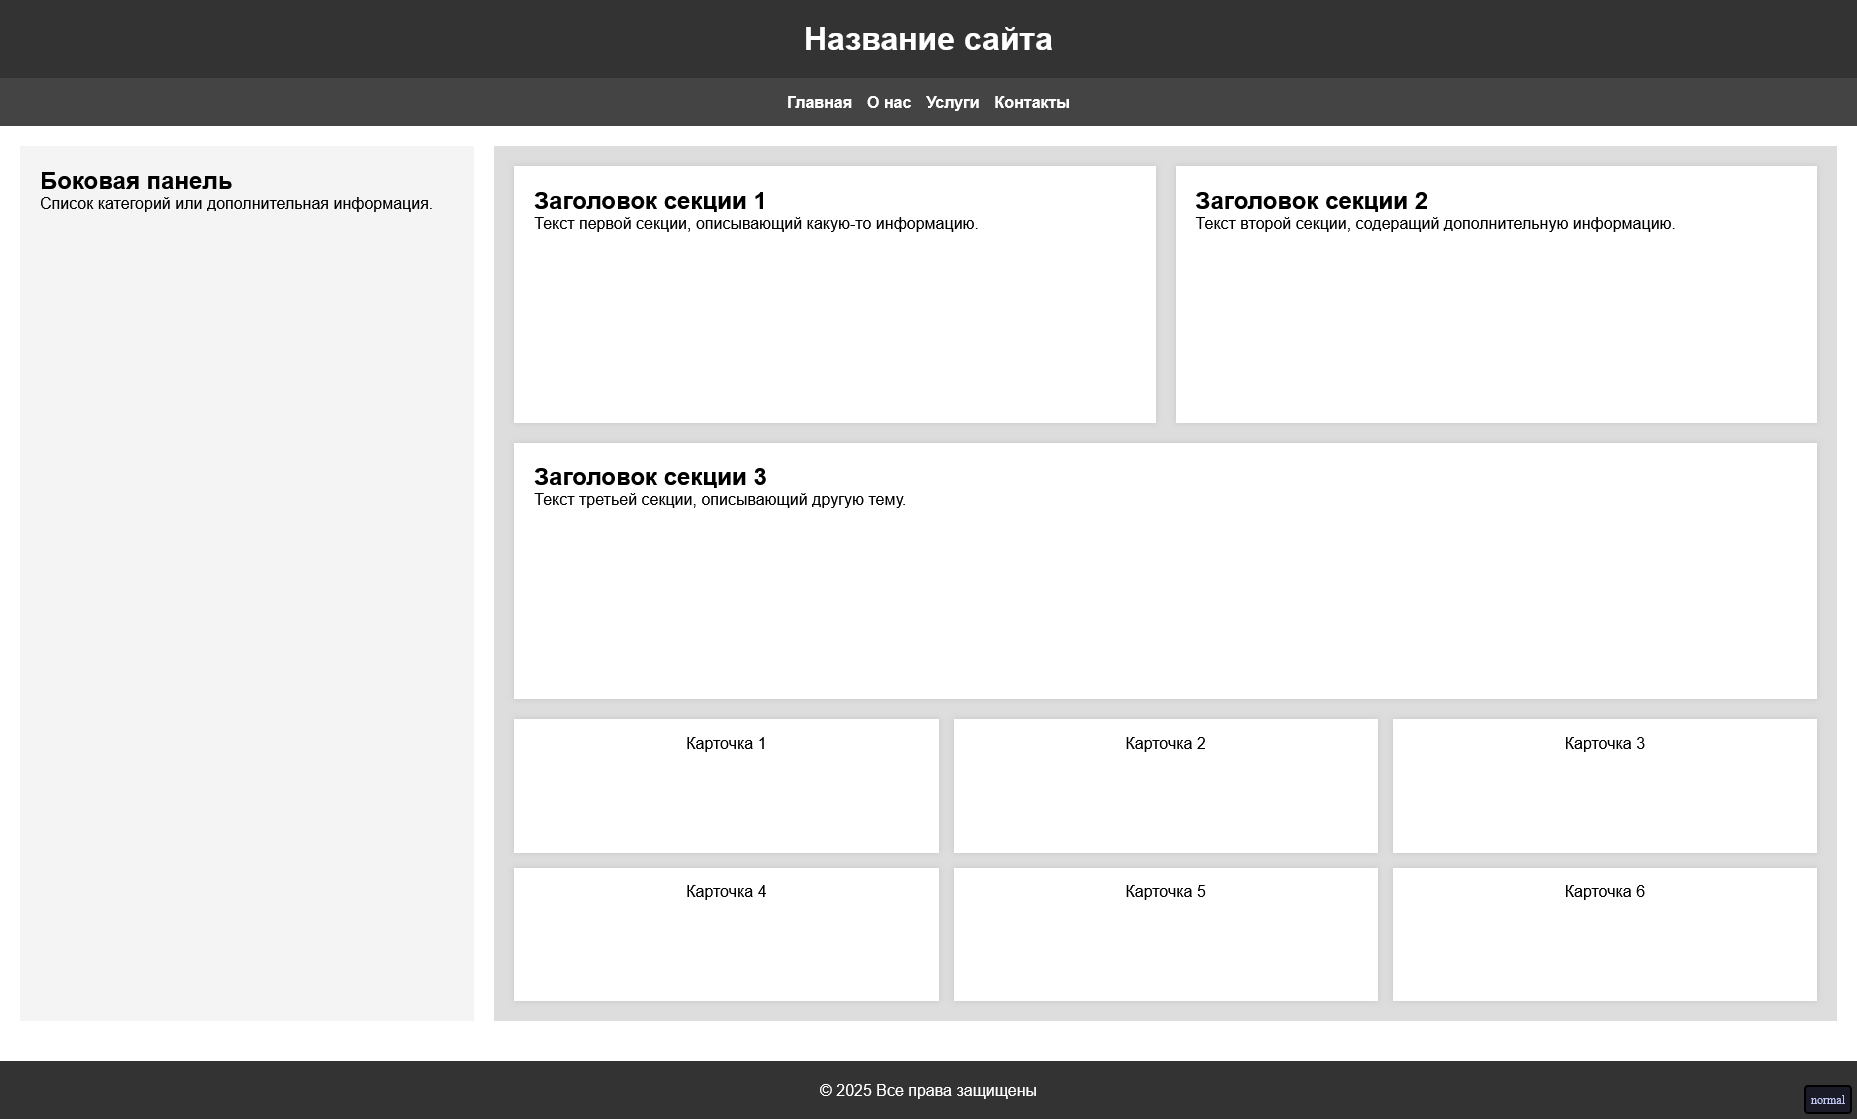 Название сайта
Главная О нас Услуги Контакты
Боковая панель
Список категорий или дополнительная информация.
Заголовок секции 1
Текст первой секции, описывающий какую-то информацию.
Заголовок секции 2
Текст второй секции, содеращий дополнительную информацию.
Заголовок секции 3
Текст третьей секции, описывающий другую тему.
Карточка 1
Карточка 2
Карточка 3
Карточка 4
Карточка 5
Карточка 6
© 2025 Все права защищены
normal